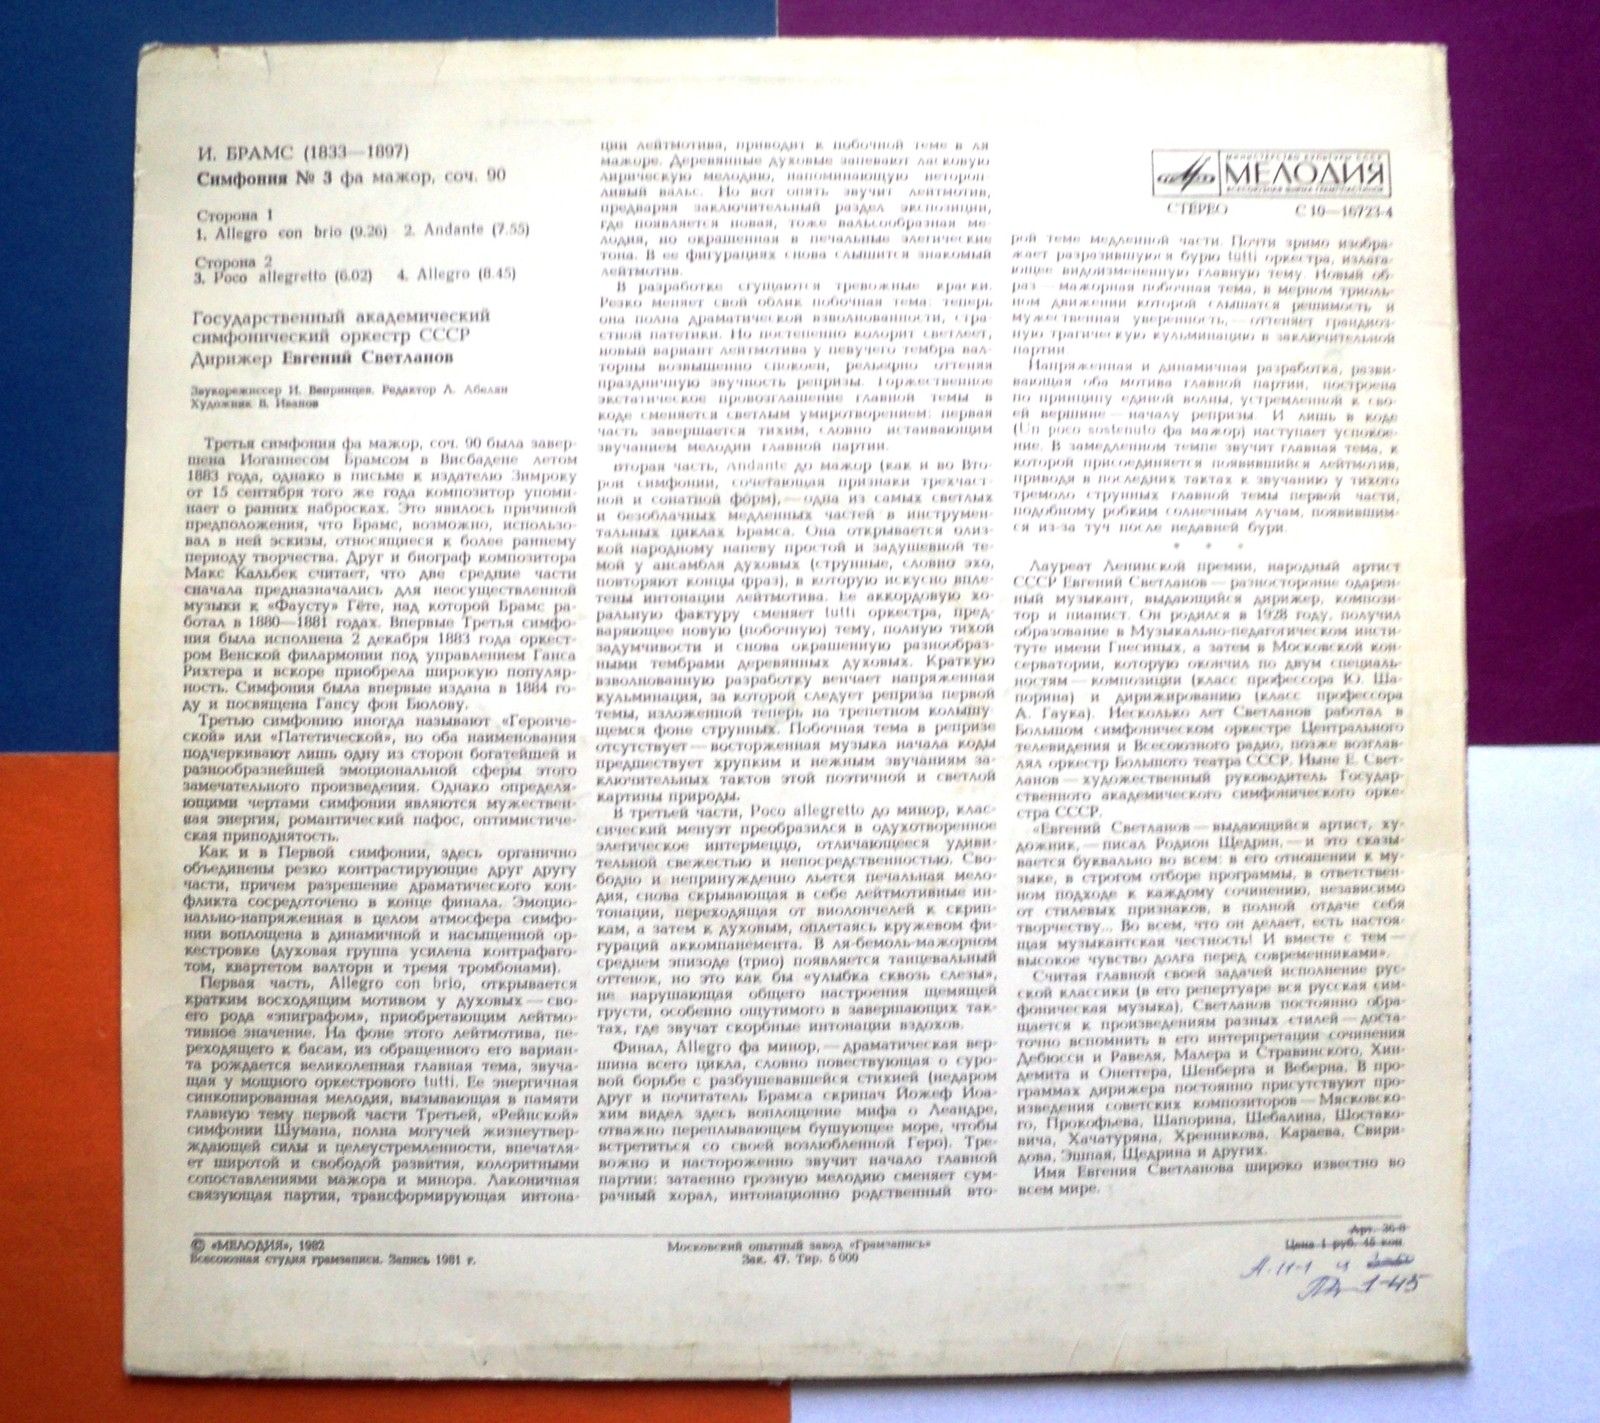 И. БРАМС (1833—1897)
Симфония № 3 фа мажор, соч. 90
Сторона 1
1. Allegro con brio (9.26) 2. Andante (7.55)
Сторона 2
3. Poco allegretto (6.02) 4. Allegro (8.45)
Государственный академический
симфонический оркестр СССР
Дирижер Евгений Светланов
Звукорежиссер И. Вепринцев. Редактор Л. Абелян
Художник В. Иванов
Третья симфония фа мажор, соч. 90 была завер-
шена Иоганнесом Брамсом в Висбадене летом
1883 года, однако в письме к издателю Зимроку
от 15 сентября того же года композитор упоми-
нает о ранних набросках. Это явилось причиной
предположения, что Брамс, возможно, использо-
вал в ней эскизы, относящиеся к более раннему
периоду творчества. Друг и биограф композитора
Макс Кальбек считает, что две средние части
сначала предназначались для неосуществленной
музыки к «Фаусту» Гёте, над которой Брамс ра-
ботал в 1880—1881 годах. Впервые Третья симфо-
ния была исполнена 2 декабря 1883 года оркест-
ром Венской филармонии под управлением Ганса
Рихтера и вскоре приобрела широкую популяр-
ность. Симфония была впервые издана в 1884 го-
ду и посвящена Гансу фон Бюлову.
Третью симфонию иногда называют «Героиче-
ской» или «Патетической», но оба наименования
подчеркивают лишь одну из сторон богатейшей и
разнообразнейшей эмоциональной сферы этого
замечательного произведения. Однако определя-
ющими чертами симфонии являются мужествен-
ная энергия, романтический пафос, оптимистиче-
ская приподнятость.
Как и в Первой симфонии, здесь органично
объединены резко контрастирующие друг другу
части, причем разрешение драматического кон-
фликта сосредоточено в конце финала. Эмоцио-
нально-напряженная в целом атмосфера симфо-
нии воплощена в динамичной и насыщенной ор-
кестровке (духовая группа усилена контрафаго-
том, квартетом валторн и тремя тромбонами).
Первая часть, Allegro con brio, открывается
кратким восходящим мотивом у духовых — сво-
его рода «эпиграфом», приобретающим лейтмо-
тивное значение. На фоне этого лейтмотива, пе-
реходящего к басам, из обращенного его вариан-
та рождается великолепная главная тема, звуча-
щая у мощного оркестрового tutti. Ее энергичная
синкопированная мелодия, вызывающая в памяти
главную тему первой части Третьей, «Рейнской»
симфонии Шумана, полна могучей жизнеутвер-
ждающей силы и целеустремленности, впечатля-
ет широтой и свободой развития, колоритными
сопоставлениями мажора и минора. Лаконичная
связующая партия, трансформирующая интона-
ции лейтмотива, приводит к побочной теме в ля
мажоре. Деревянные духовые запевают ласковую
лирическую мелодию, напоминающую нетороп-
ливый вальс. Но вот опять звучит лейтмотив,
предваряя заключительный раздел экспозиции,
где появляется новая, тоже вальсообразная ме-
лодия, но окрашенная в печальные элегические
тона. В ее фигурациях снова слышится знакомый
лейтмотив.
В разработке сгущаются тревожные краски.
Резко меняет свой облик побочная тема: теперь
она полна драматической взволнованности, стра-
стной патетики. Но постепенно колорит светлеет,
новый вариант лейтмотива у певучего тембра вал-
торны возвышенно спокоен, рельефно оттеняя
праздничную звучность репризы. Торжественное
экстатическое провозглашение главной темы в
коде сменяется светлым умиротворением: первая
часть завершается тихим, словно истаивающим
звучанием мелодии главной партии.
Вторая часть, Andante до мажор (как и во Вто-
рой симфонии, сочетающая признаки трехчаст-
ной и сонатной форм),— одна из самых светлых
и безоблачных медленных частей в инструмен-
тальных циклах Брамса. Она открывается близ-
кой народному напеву простой и задушевной те-
мой у ансамбля духовых (струнные, словно эхо,
повторяют концы фраз), в которую искусно впле-
тены интонации лейтмотива. Ее аккордовую хо-
ральную фактуру сменяет tutti оркестра, пред-
варяющее новую (побочную) тему, полную тихой
задумчивости и снова окрашенную разнообраз-
ными тембрами деревянных духовых. Краткую
взволнованную разработку венчает напряженная
кульминация, за которой следует реприза первой
темы, изложенной теперь на трепетном колышу-
щемся фоне струнных. Побочная тема в репризе
отсутствует — восторженная музыка начала коды
предшествует хрупким и нежным звучаниям за-
ключительных тактов этой поэтичной и светлой
картины природы.
В третьей части, Poco allegretto до минор, клас-
сический менуэт преобразился в одухотворенное
элегическое интермеццо, отличающееся удиви-
тельной свежестью и непосредственностью. Сво-
бодно и непринужденно льется печальная мело-
дия, снова скрывающая в себе лейтмотивные ин-
тонации, переходящая от виолончелей к скрип-
кам, а затем к духовым, оплетаясь кружевом фи-
гураций аккомпанемента. В ля-бемоль-мажорном
среднем эпизоде (трио) появляется танцевальный
оттенок, но это как бы «улыбка сквозь слезы»,
не нарушающая общего настроения щемящей
грусти, особенно ощутимого в завершающих так-
тах, где звучат скорбные интонации вздохов.
Финал, Allegro фа минор,— драматическая вер-
шина всего цикла, словно повествующая о суро-
вой борьбе с разбушевавшейся стихией (недаром
друг и почитатель Брамса скрипач Йожеф Иоа-
хим видел здесь воплощение мифа о Леандре,
отважно переплывающем бушующее море, чтобы
встретиться со своей возлюбленной Геро). Тре-
вожно и настороженно звучит начало главной
партии: затаенно грозную мелодию сменяет сум-
рачный хорал, интонационно родственный вто-
МИНИСТЕРСТВО КУЛЬТУРЫ СССР
МЕЛОДИЯ
ВСЕСОЮЗНАЯ ФИРМА ГРАМПЛАСТИНОК
СТЕРЕО С 10—16723-4
рой теме медленной части. Почти зримо изобра-
жает разразившуюся бурю tutti оркестра, излага-
ющее видоизмененную главную тему. Новый об-
раз — мажорная побочная тема, в мерном триоль-
ном движении которой слышатся решимость и
мужественная уверенность,— оттеняет грандиоз-
ную трагическую кульминацию в заключительной
партии.
Напряженная и динамичная разработка, разви-
вающая оба мотива главной партии, построена
по принципу единой волны, устремленной к сво-
ей вершине — началу репризы. И лишь в коде
(Un poco sostenuto фа мажор) наступает успокое-
ние. В замедленном темпе звучит главная тема, к
которой присоединяется появившийся лейтмотив,
приводя в последних тактах к звучанию у тихого
тремоло струнных главной темы первой части,
подобному робким солнечным лучам, появившим-
ся из-за туч после недавней бури.
* * *
Лауреат Ленинской премии, народный артист
СССР Евгений Светланов — разносторонне одарен-
ный музыкант, выдающийся дирижер, компози-
тор и пианист. Он родился в 1928 году, получил
образование в Музыкально-педагогическом инсти-
туте имени Гнесиных, а затем в Московской кон-
серватории, которую окончил по двум специаль-
ностям — композиции (класс профессора Ю. Ша-
порина) и дирижированию (класс профессора
А. Гаука). Несколько лет Светланов работал в
Большом симфоническом оркестре Центрального
телевидения и Всесоюзного радио, позже возглав-
лял оркестр Большого театра СССР. Ныне Е. Свет-
ланов — художественный руководитель Государ-
ственного академического симфонического орке-
стра СССР.
«Евгений Светланов — выдающийся артист, ху-
дожник,— писал Родион Щедрин,— и это сказы-
вается буквально во всем: в его отношении к му-
зыке, в строгом отборе программы, в ответствен-
ном подходе к каждому сочинению, независимо
от стилевых признаков, в полной отдаче себя
творчеству... Во всем, что он делает, есть настоя-
щая музыкантская честность! И вместе с тем —
высокое чувство долга перед современниками».
Считая главной своей задачей исполнение рус-
ской классики (в его репертуаре вся русская сим-
фоническая музыка), Светланов постоянно обра-
щается к произведениям разных стилей — доста-
точно вспомнить в его интерпретации сочинения
Дебюсси и Равеля, Малера и Стравинского, Хин-
демита и Онеггера, Шенберга и Веберна. В про-
граммах дирижера постоянно присутствуют про-
изведения советских композиторов — Мясковско-
го, Прокофьева, Шапорина, Шебалина, Шостако-
вича, Хачатуряна, Хренникова, Караева, Свири-
дова, Эшпая, Щедрина и других.
Имя Евгения Светланова широко известно во
всем мире.
© «МЕЛОДИЯ», 1982
Всесоюзная студия грамзаписи. Запись 1981 г.
Московский опытный завод «Грамзапись»
Зак. 47. Тир. 5 000
Арт. 36-8
Цена 1 руб. 45 коп.
1-45